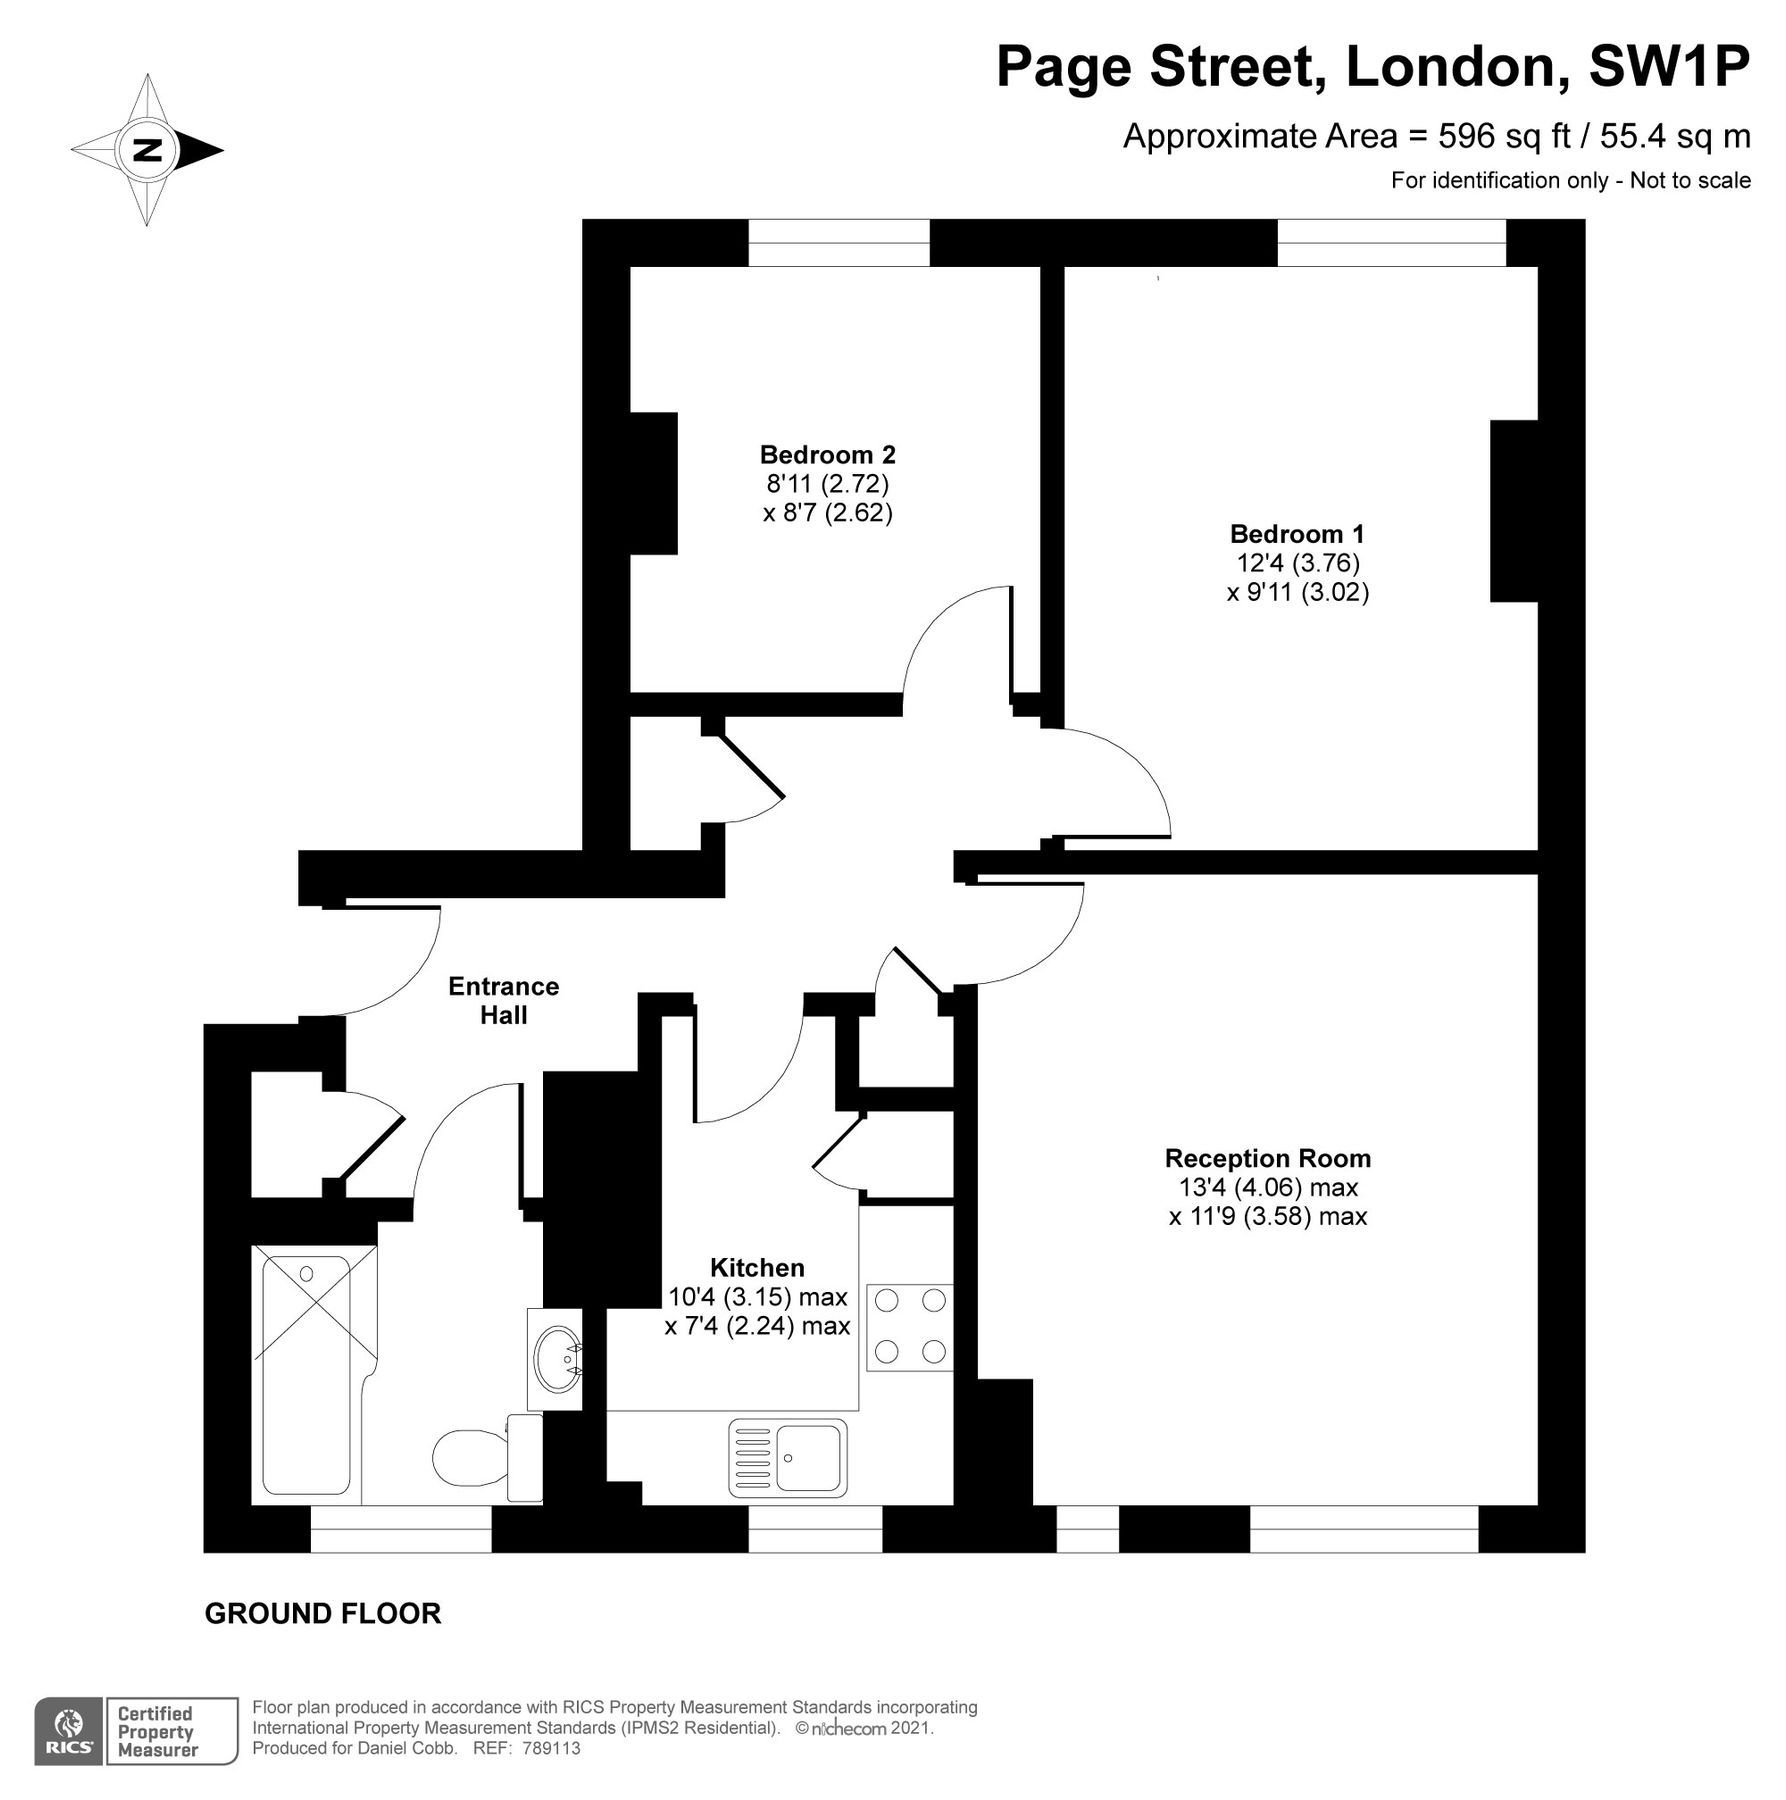 Page Street, London, SW1P
Approximate Area = 596 sq ft / 55.4 sq m
For identification only - Not to scale
N
Bedroom 2
8'11 (2.72)
x 8'7 (2.62)
Bedroom 1
12'4 (3.76)
x 9'11 (3.02)
Entrance
Hall
Reception Room
13'4 (4.06) max
x 11'9 (3.58) max
Kitchen
10'4 (3.15) max
x 7'4 (2.24) max
GROUND FLOOR
RICS
Certified
Property
Measurer
Floor plan produced in accordance with RICS Property Measurement Standards incorporating
International Property Measurement Standards (IPMS2 Residential). © nichecom 2021.
Produced for Daniel Cobb. REF: 789113